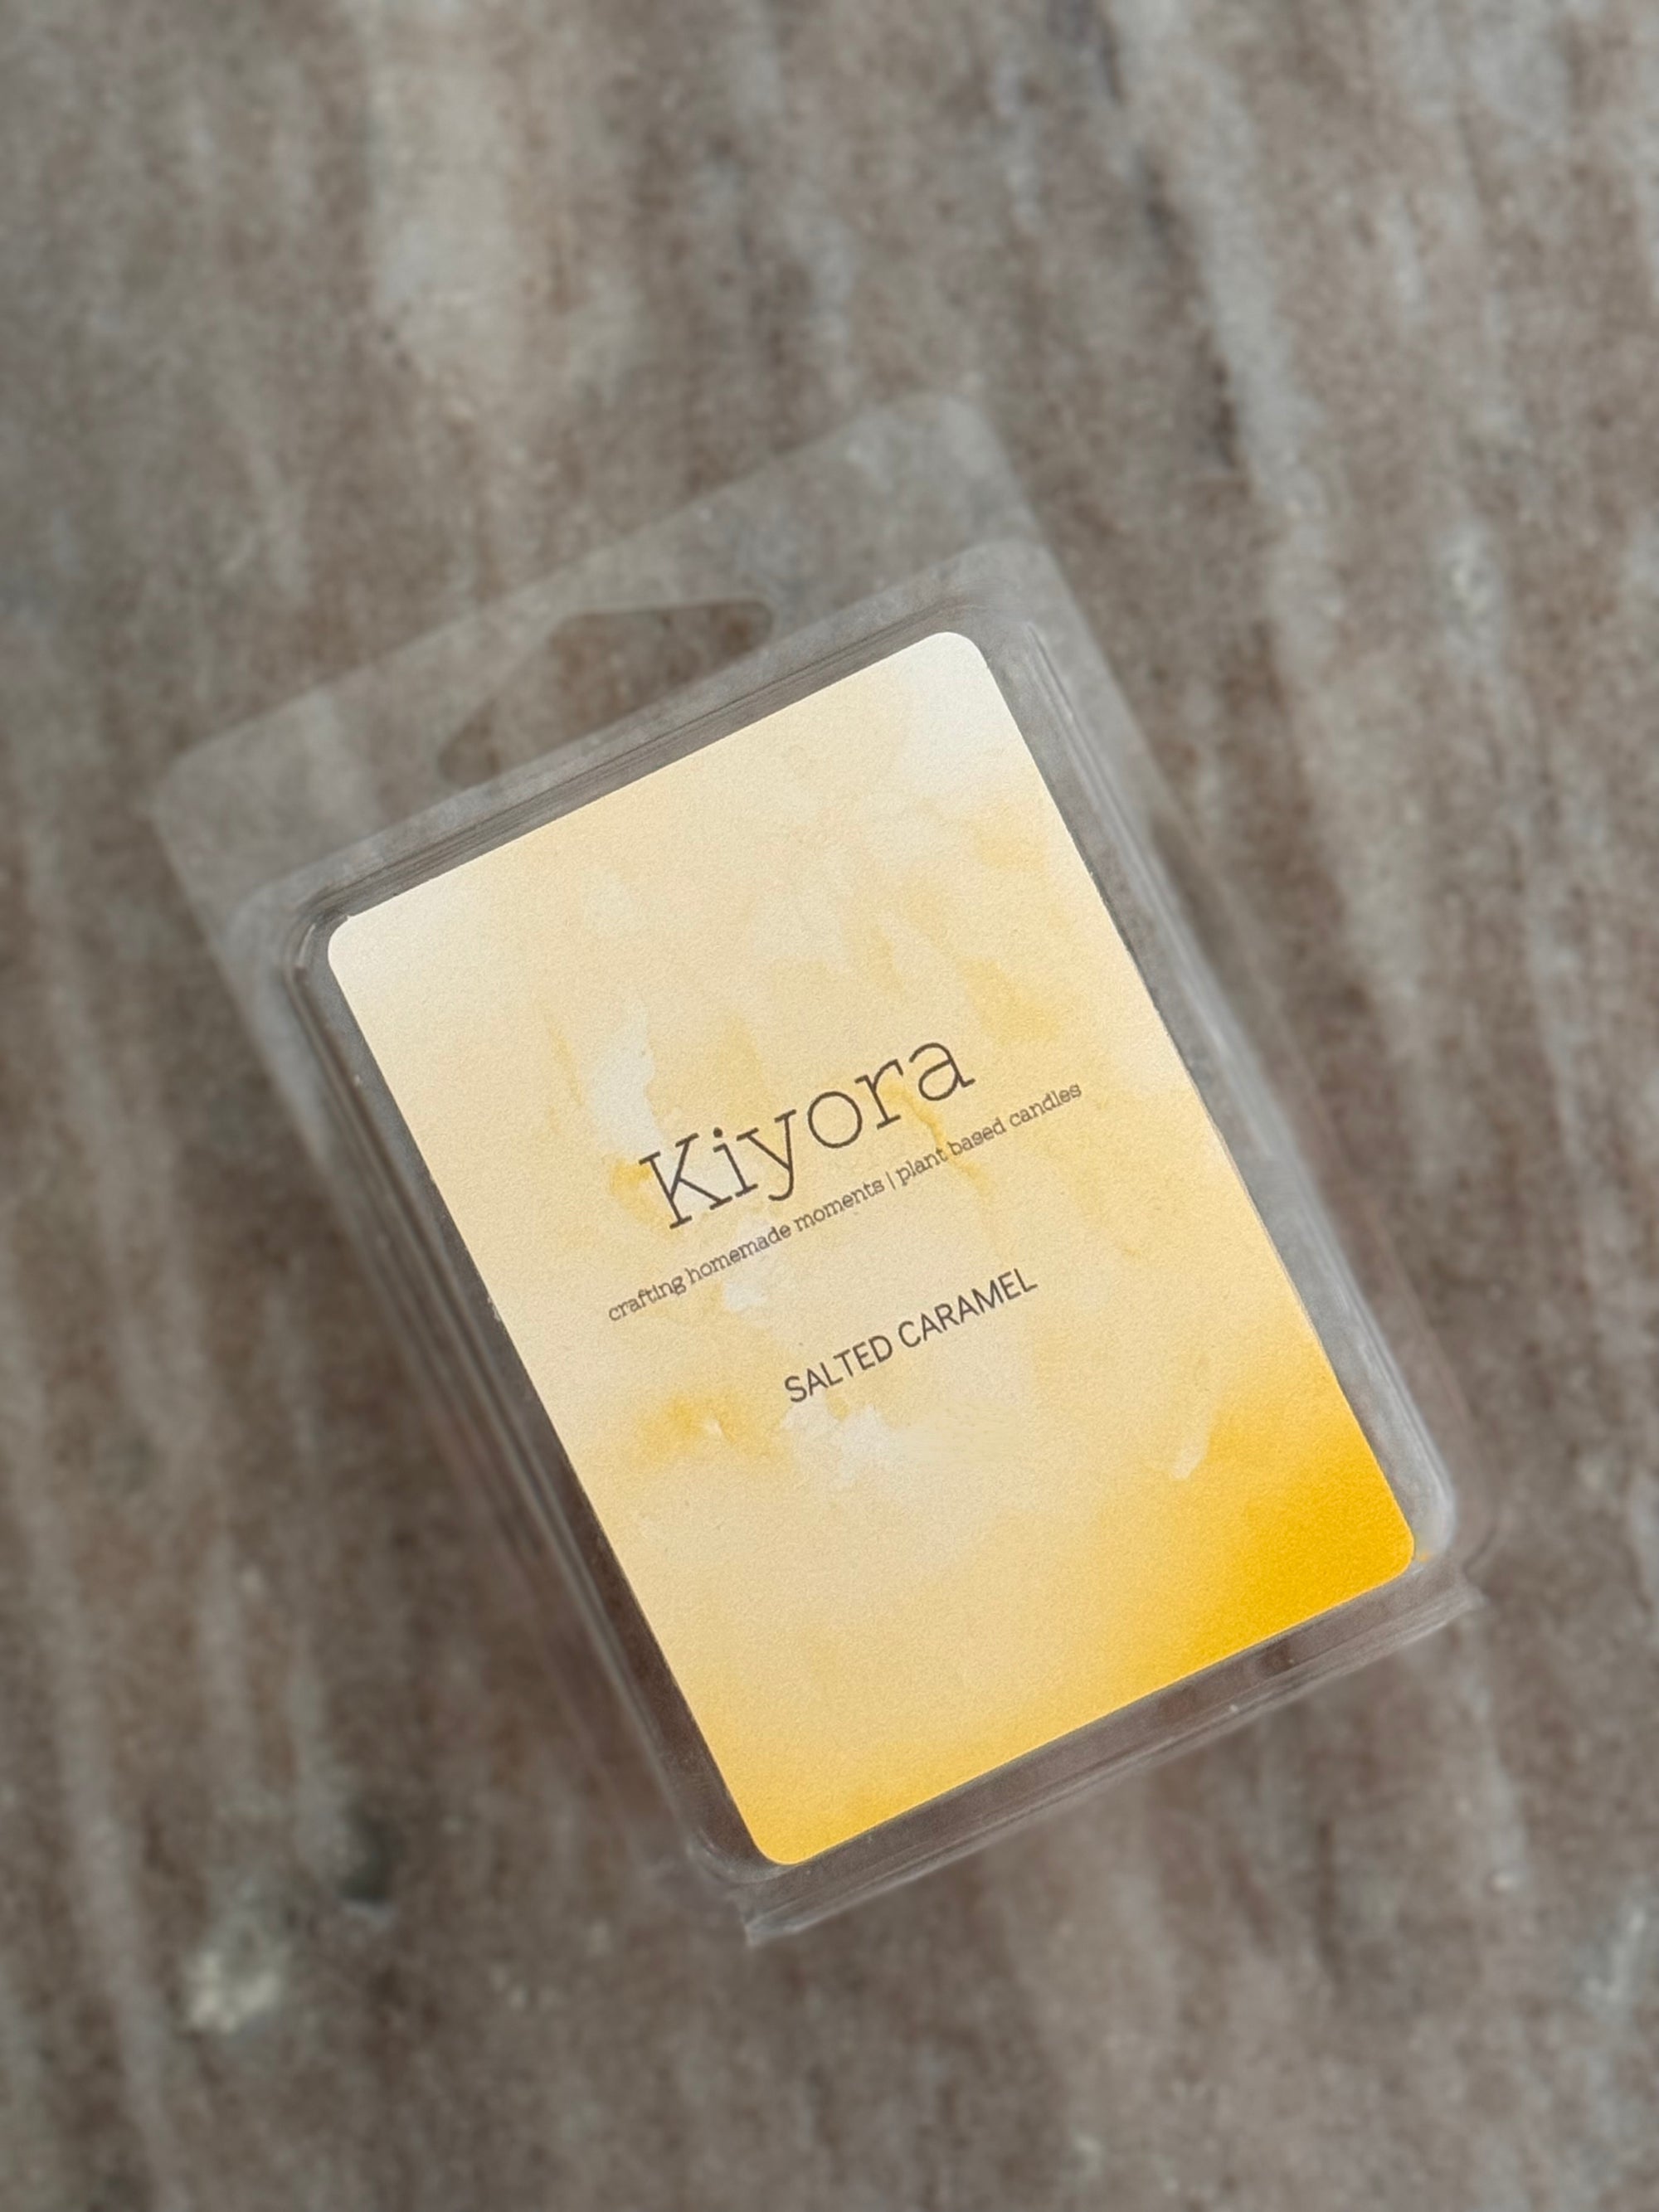 Kiyora
crafting homemade moments | plant based candles
SALTED CARAMEL